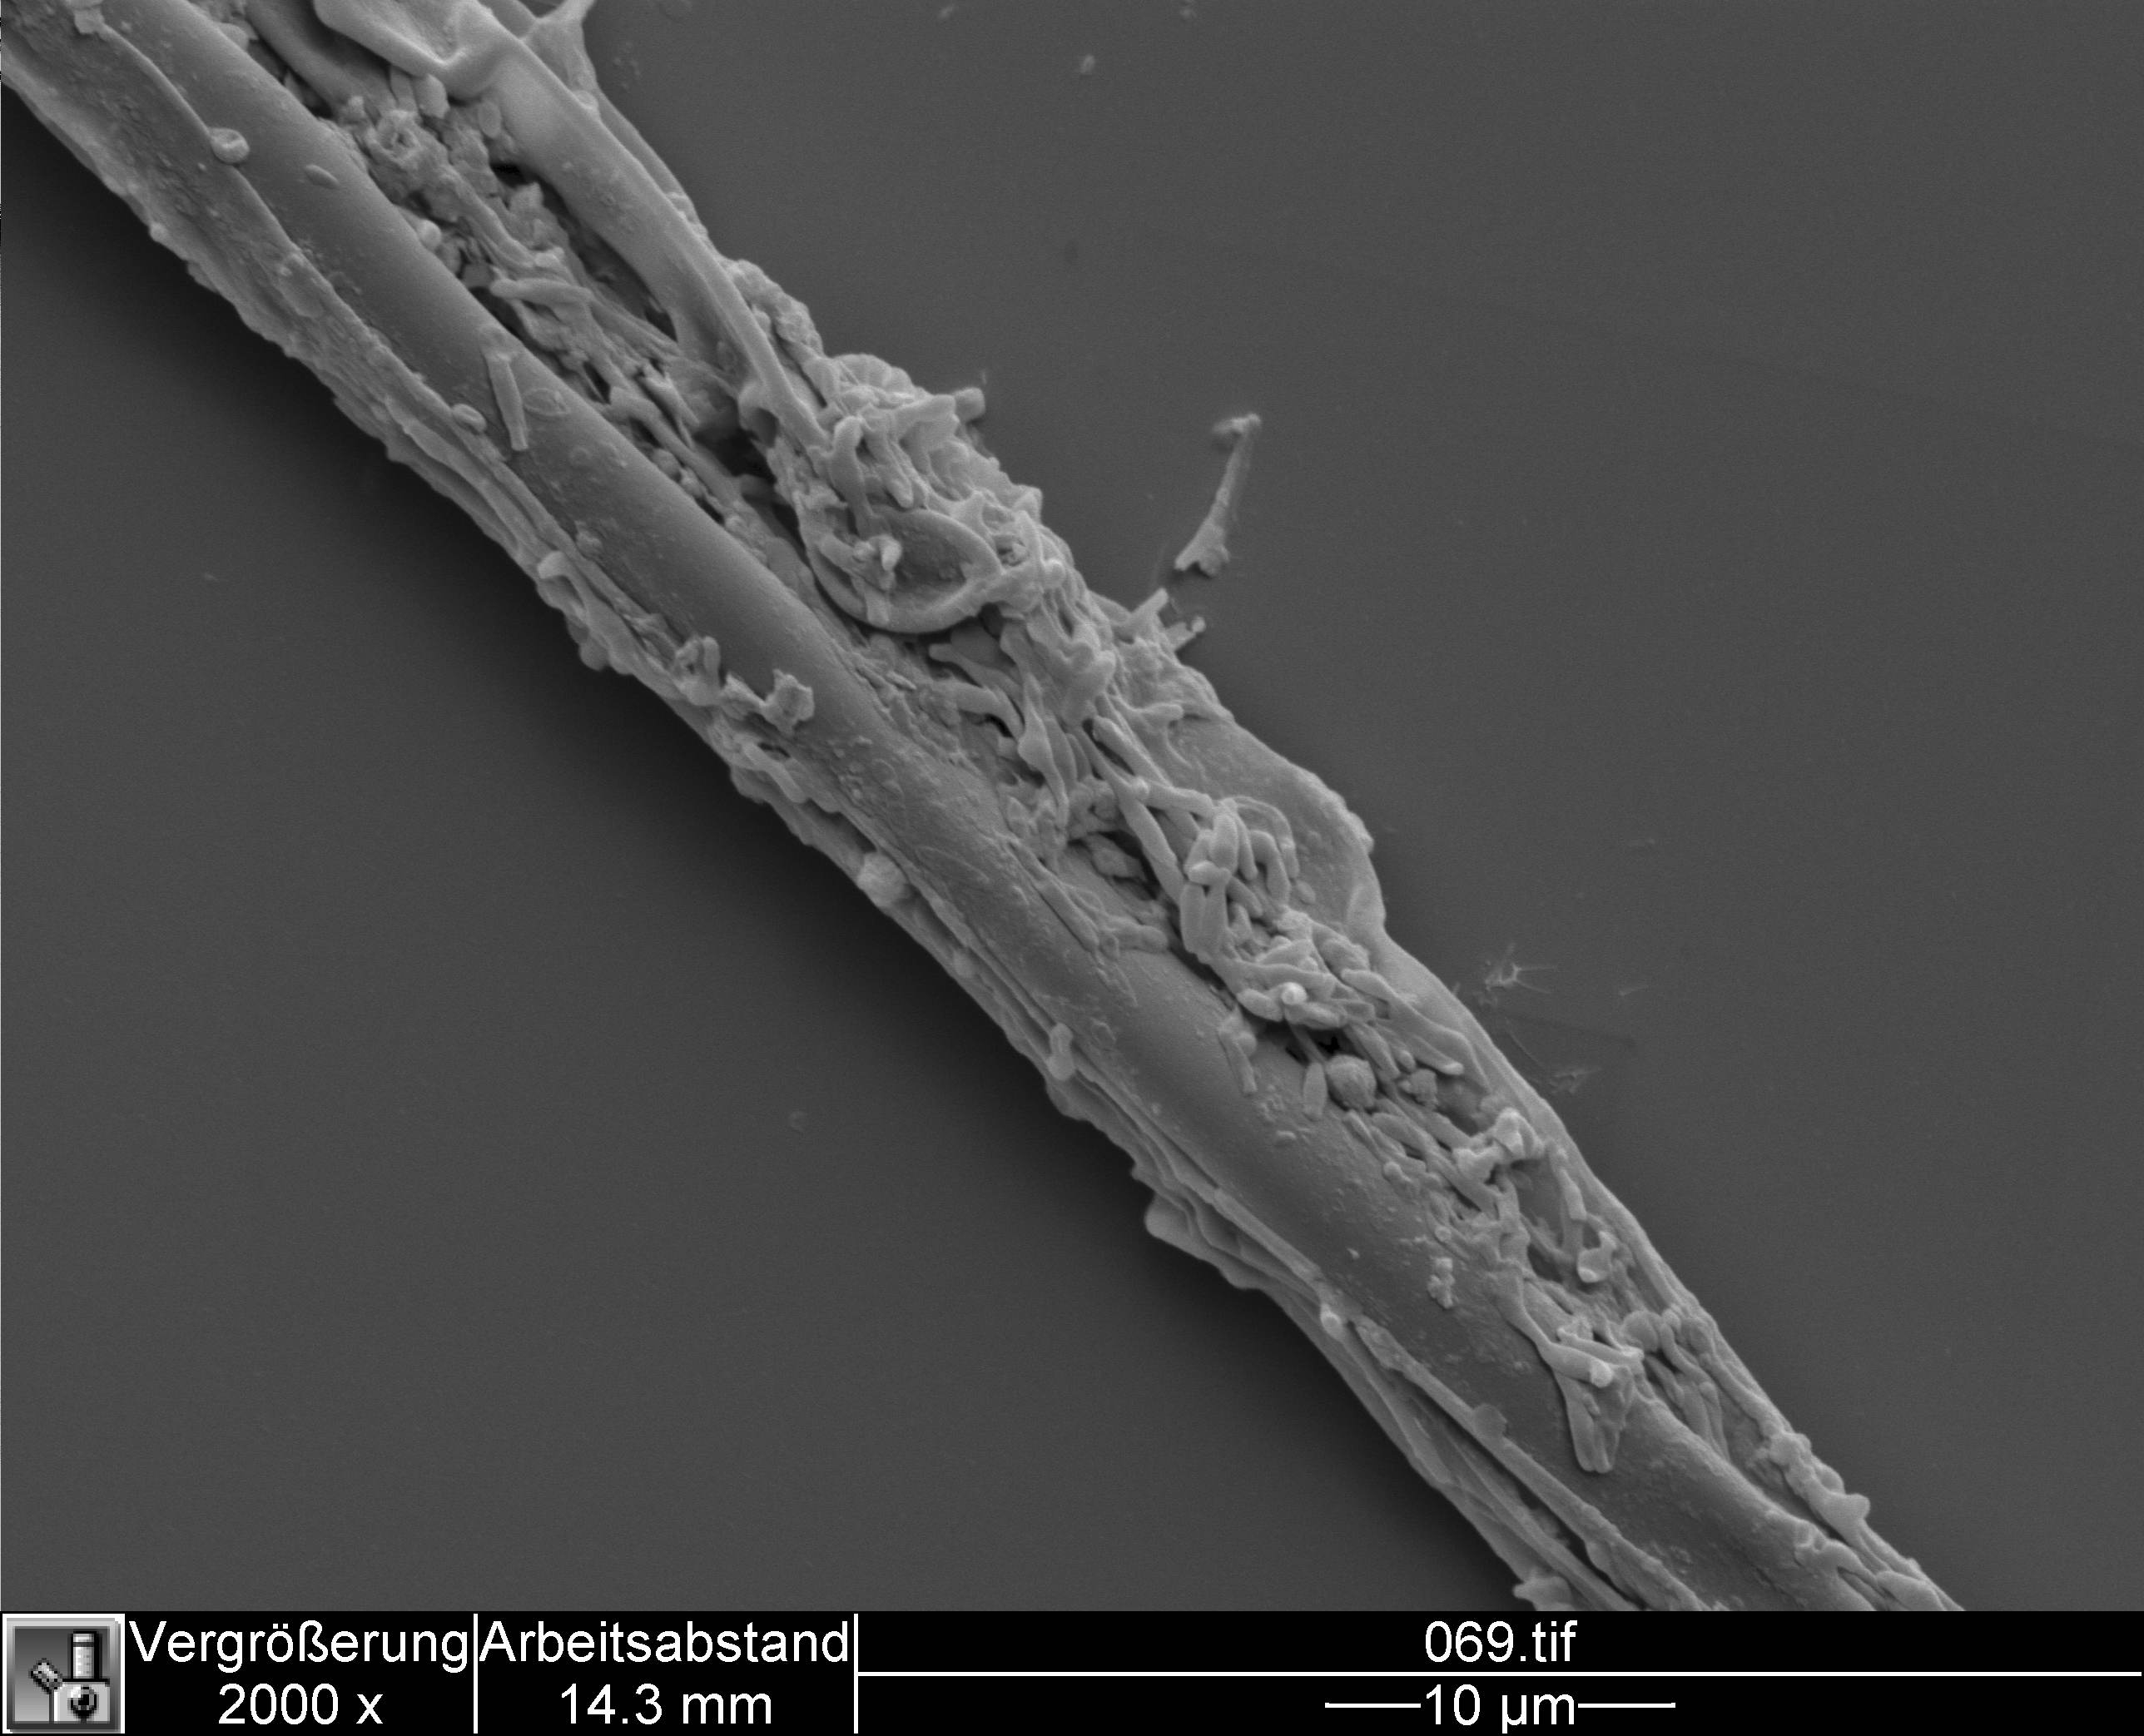 Vergrößerung
2000 x
Arbeitsabstand
14.3 mm
069.tif
10 µm